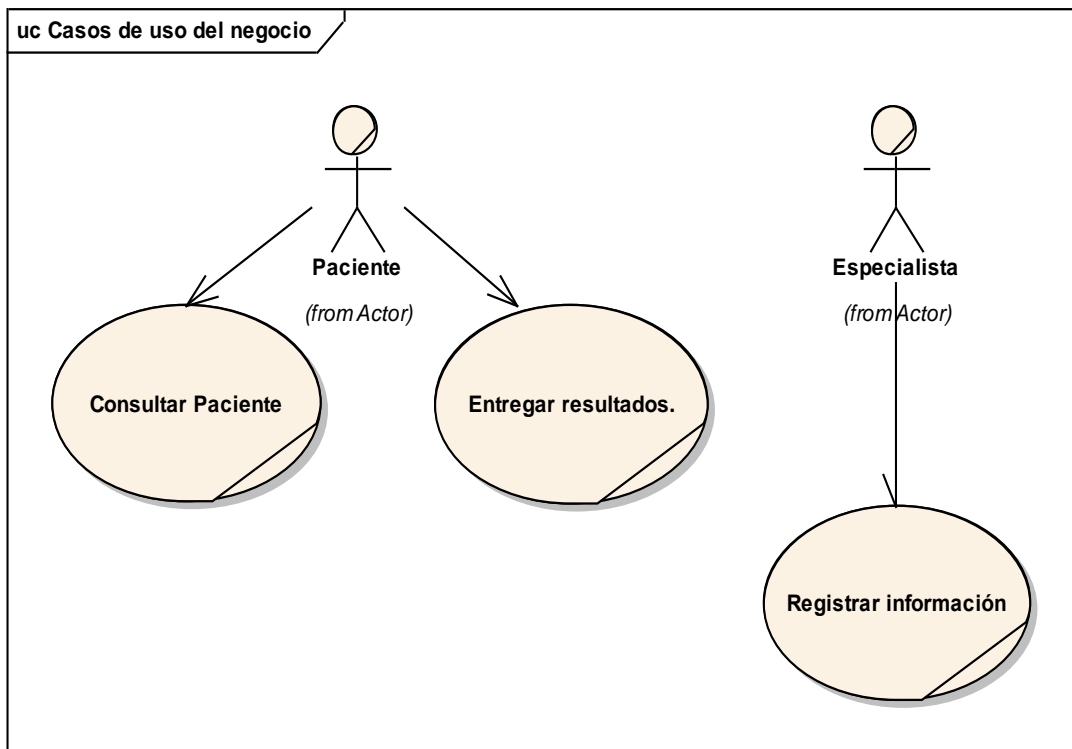 uc Casos de uso del negocio
Paciente
(from Actor)
Especialista
(from Actor)
Consultar Paciente
Entregar resultados.
Registrar información